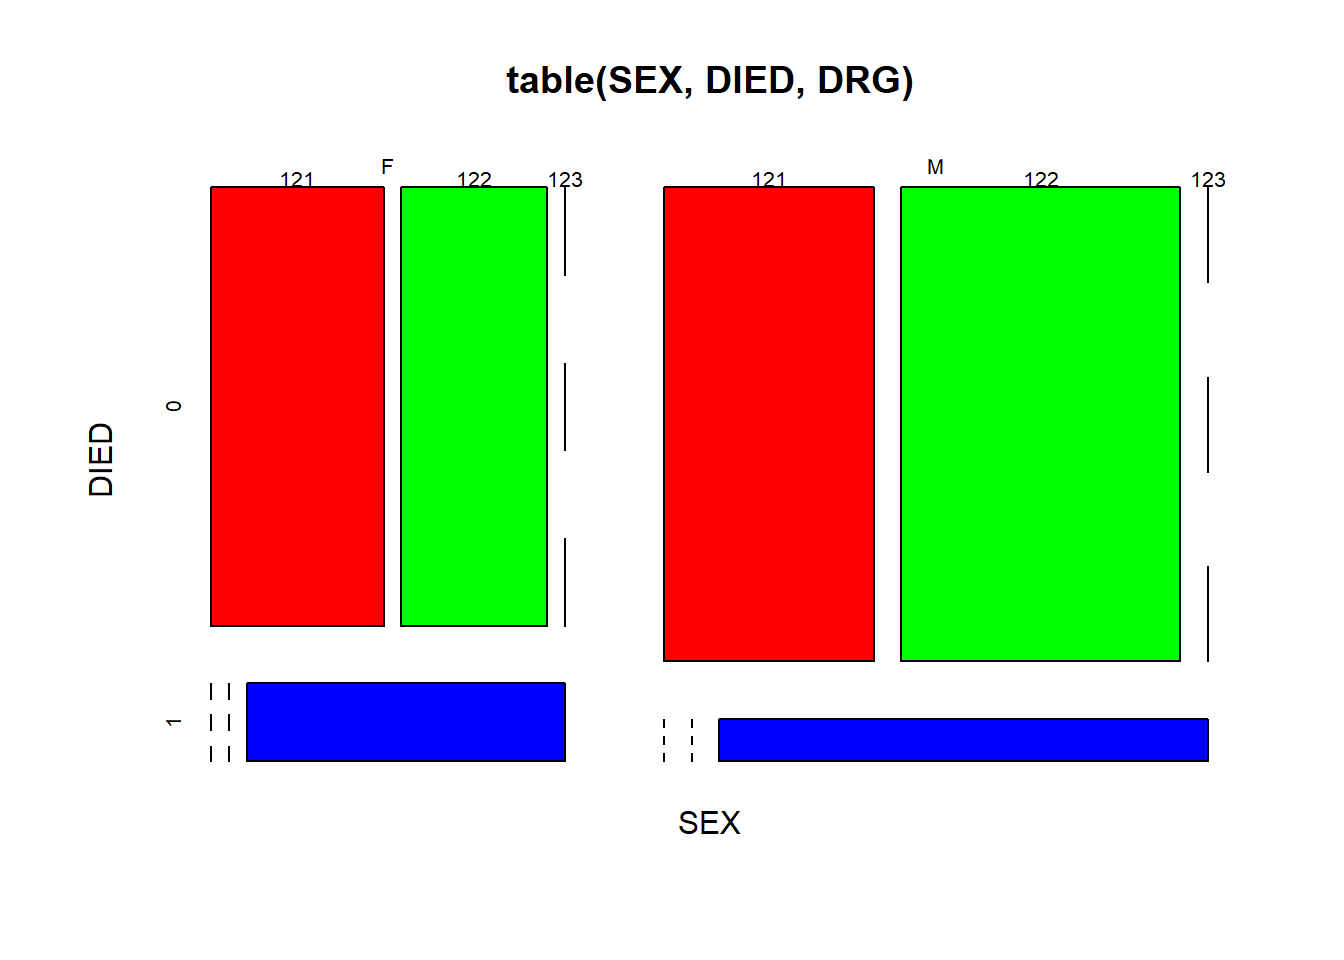 table(SEX, DIED, DRG)
F M
121 122 123 121 122 123
0
DIED
1
SEX